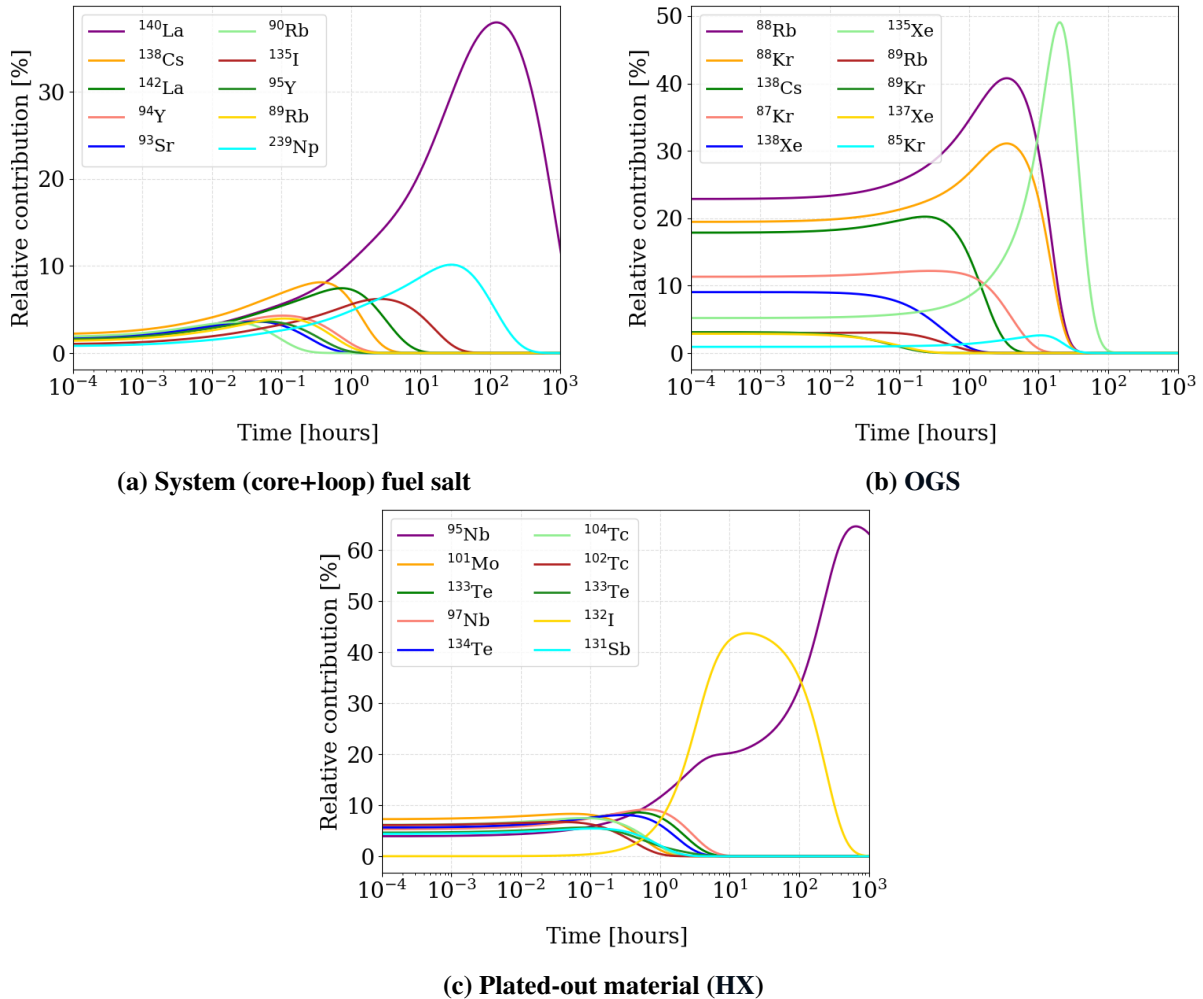 ¹⁴⁰La ⁹⁰Rb
¹³⁸Cs ¹³⁵I
¹⁴²La ⁹⁵Y
⁹⁴Y ⁸⁹Rb
⁹³Sr ²³⁹Np
30
20
10
0
Relative contribution [%]
10⁻⁴ 10⁻³ 10⁻² 10⁻¹ 10⁰ 10¹ 10² 10³
Time [hours]
(a) System (core+loop) fuel salt
⁸⁸Rb ¹³⁵Xe
⁸⁸Kr ⁸⁹Rb
¹³⁸Cs ⁸⁹Kr
⁸⁷Kr ¹³⁷Xe
¹³⁸Xe ⁸⁵Kr
50
40
30
20
10
0
Relative contribution [%]
10⁻⁴ 10⁻³ 10⁻² 10⁻¹ 10⁰ 10¹ 10² 10³
Time [hours]
(b) OGS
⁹⁵Nb ¹⁰⁴Tc
¹⁰¹Mo ¹⁰²Tc
¹³³Te ¹³³Te
⁹⁷Nb ¹³²I
¹³⁴Te ¹³¹Sb
60
50
40
30
20
10
0
Relative contribution [%]
10⁻⁴ 10⁻³ 10⁻² 10⁻¹ 10⁰ 10¹ 10² 10³
Time [hours]
(c) Plated-out material (HX)